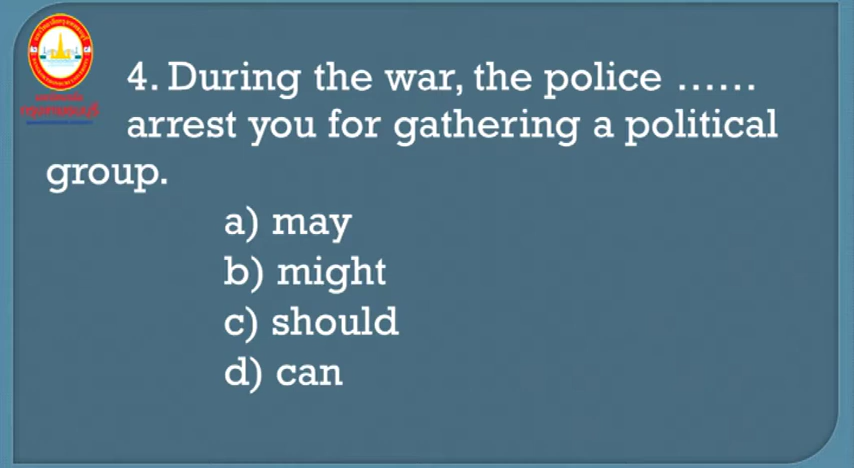 4. During the war, the police ......
arrest you for gathering a political
group.
a) may
b) might
c) should
d) can